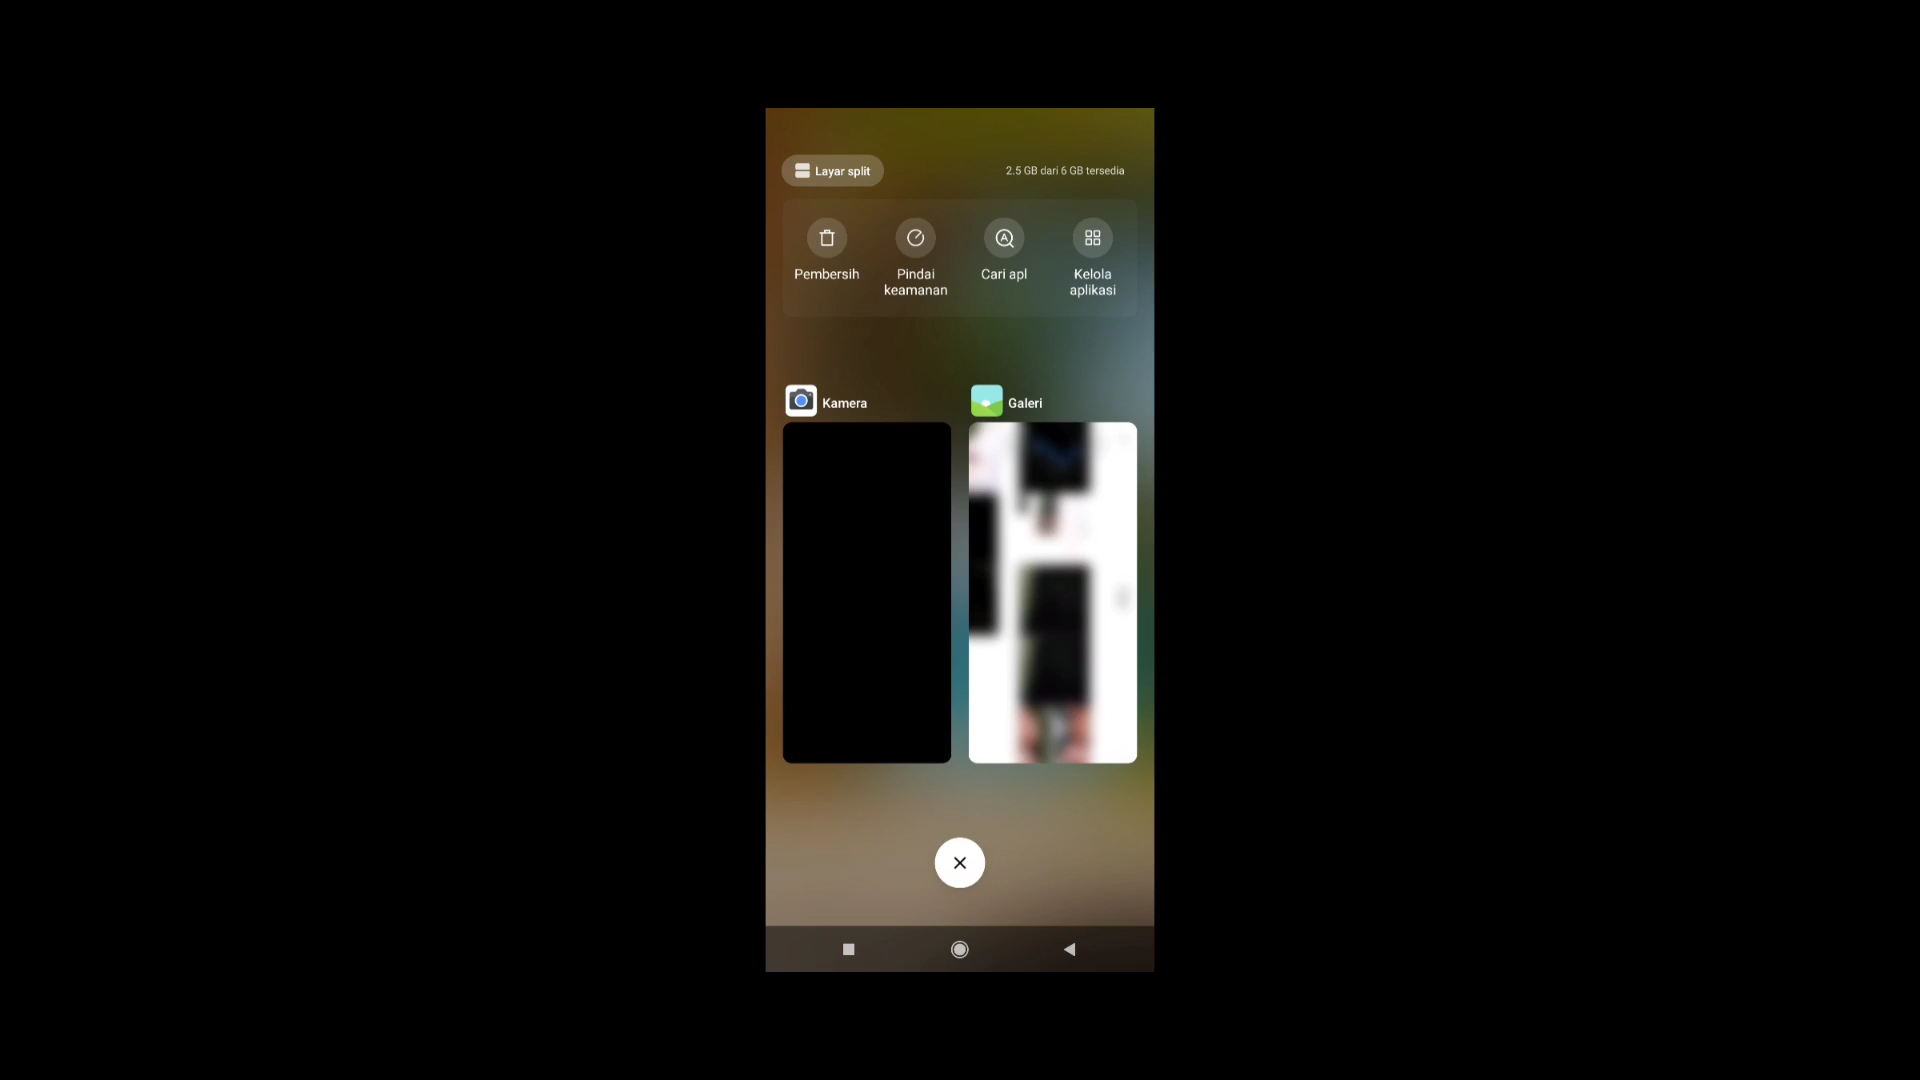 Layar split
2.5 GB dari 6 GB tersedia
Pembersih
Pindai
keamanan
Cari apl
Kelola
aplikasi
Kamera
Galeri